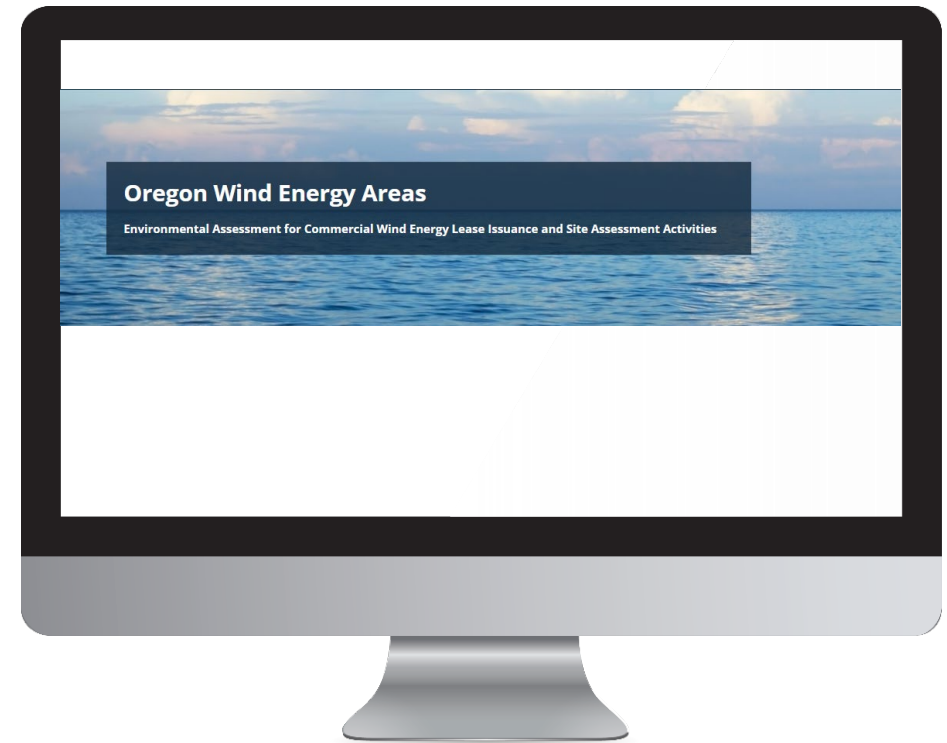 Oregon Wind Energy Areas
Environmental Assessment for Commercial Wind Energy Lease Issuance and Site Assessment Activities